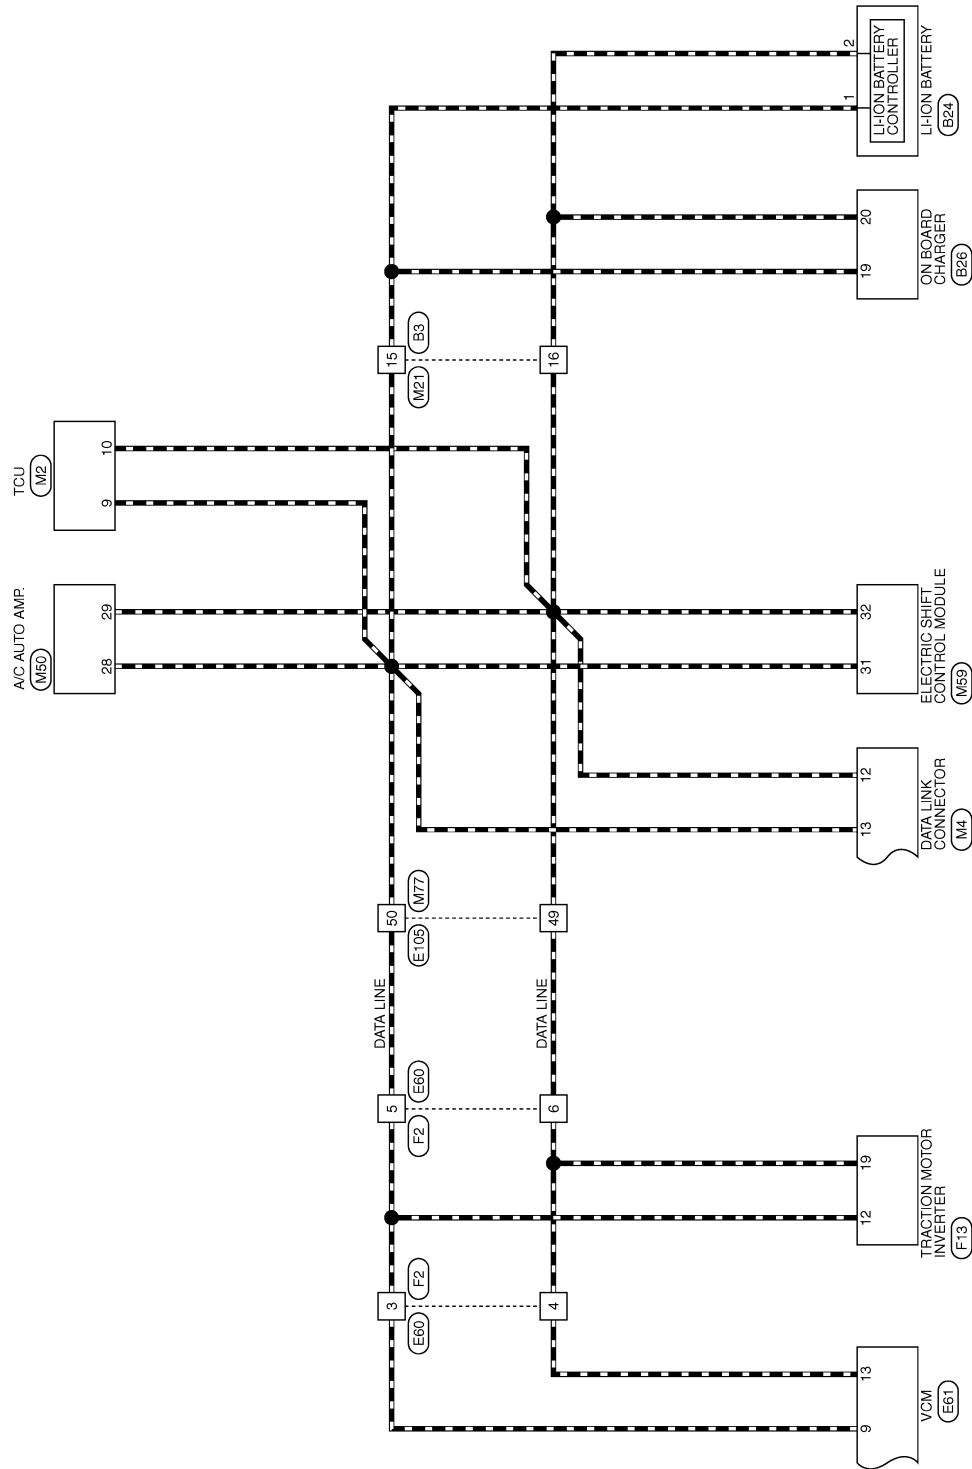 A/C AUTO AMP.
M50
28
29
TCU
M2
9
10
DATA LINE
3
5
50
15
E60
F2
F2
E60
E105
M77
M21
B3
DATA LINE
4
6
49
16
9
13
VCM
E61
12
19
TRACTION MOTOR
INVERTER
F13
13
12
DATA LINK
CONNECTOR
M4
31
32
ELECTRIC SHIFT
CONTROL MODULE
M59
19
20
ON BOARD
CHARGER
B26
1
2
LI-ION BATTERY
CONTROLLER
LI-ION BATTERY
B24